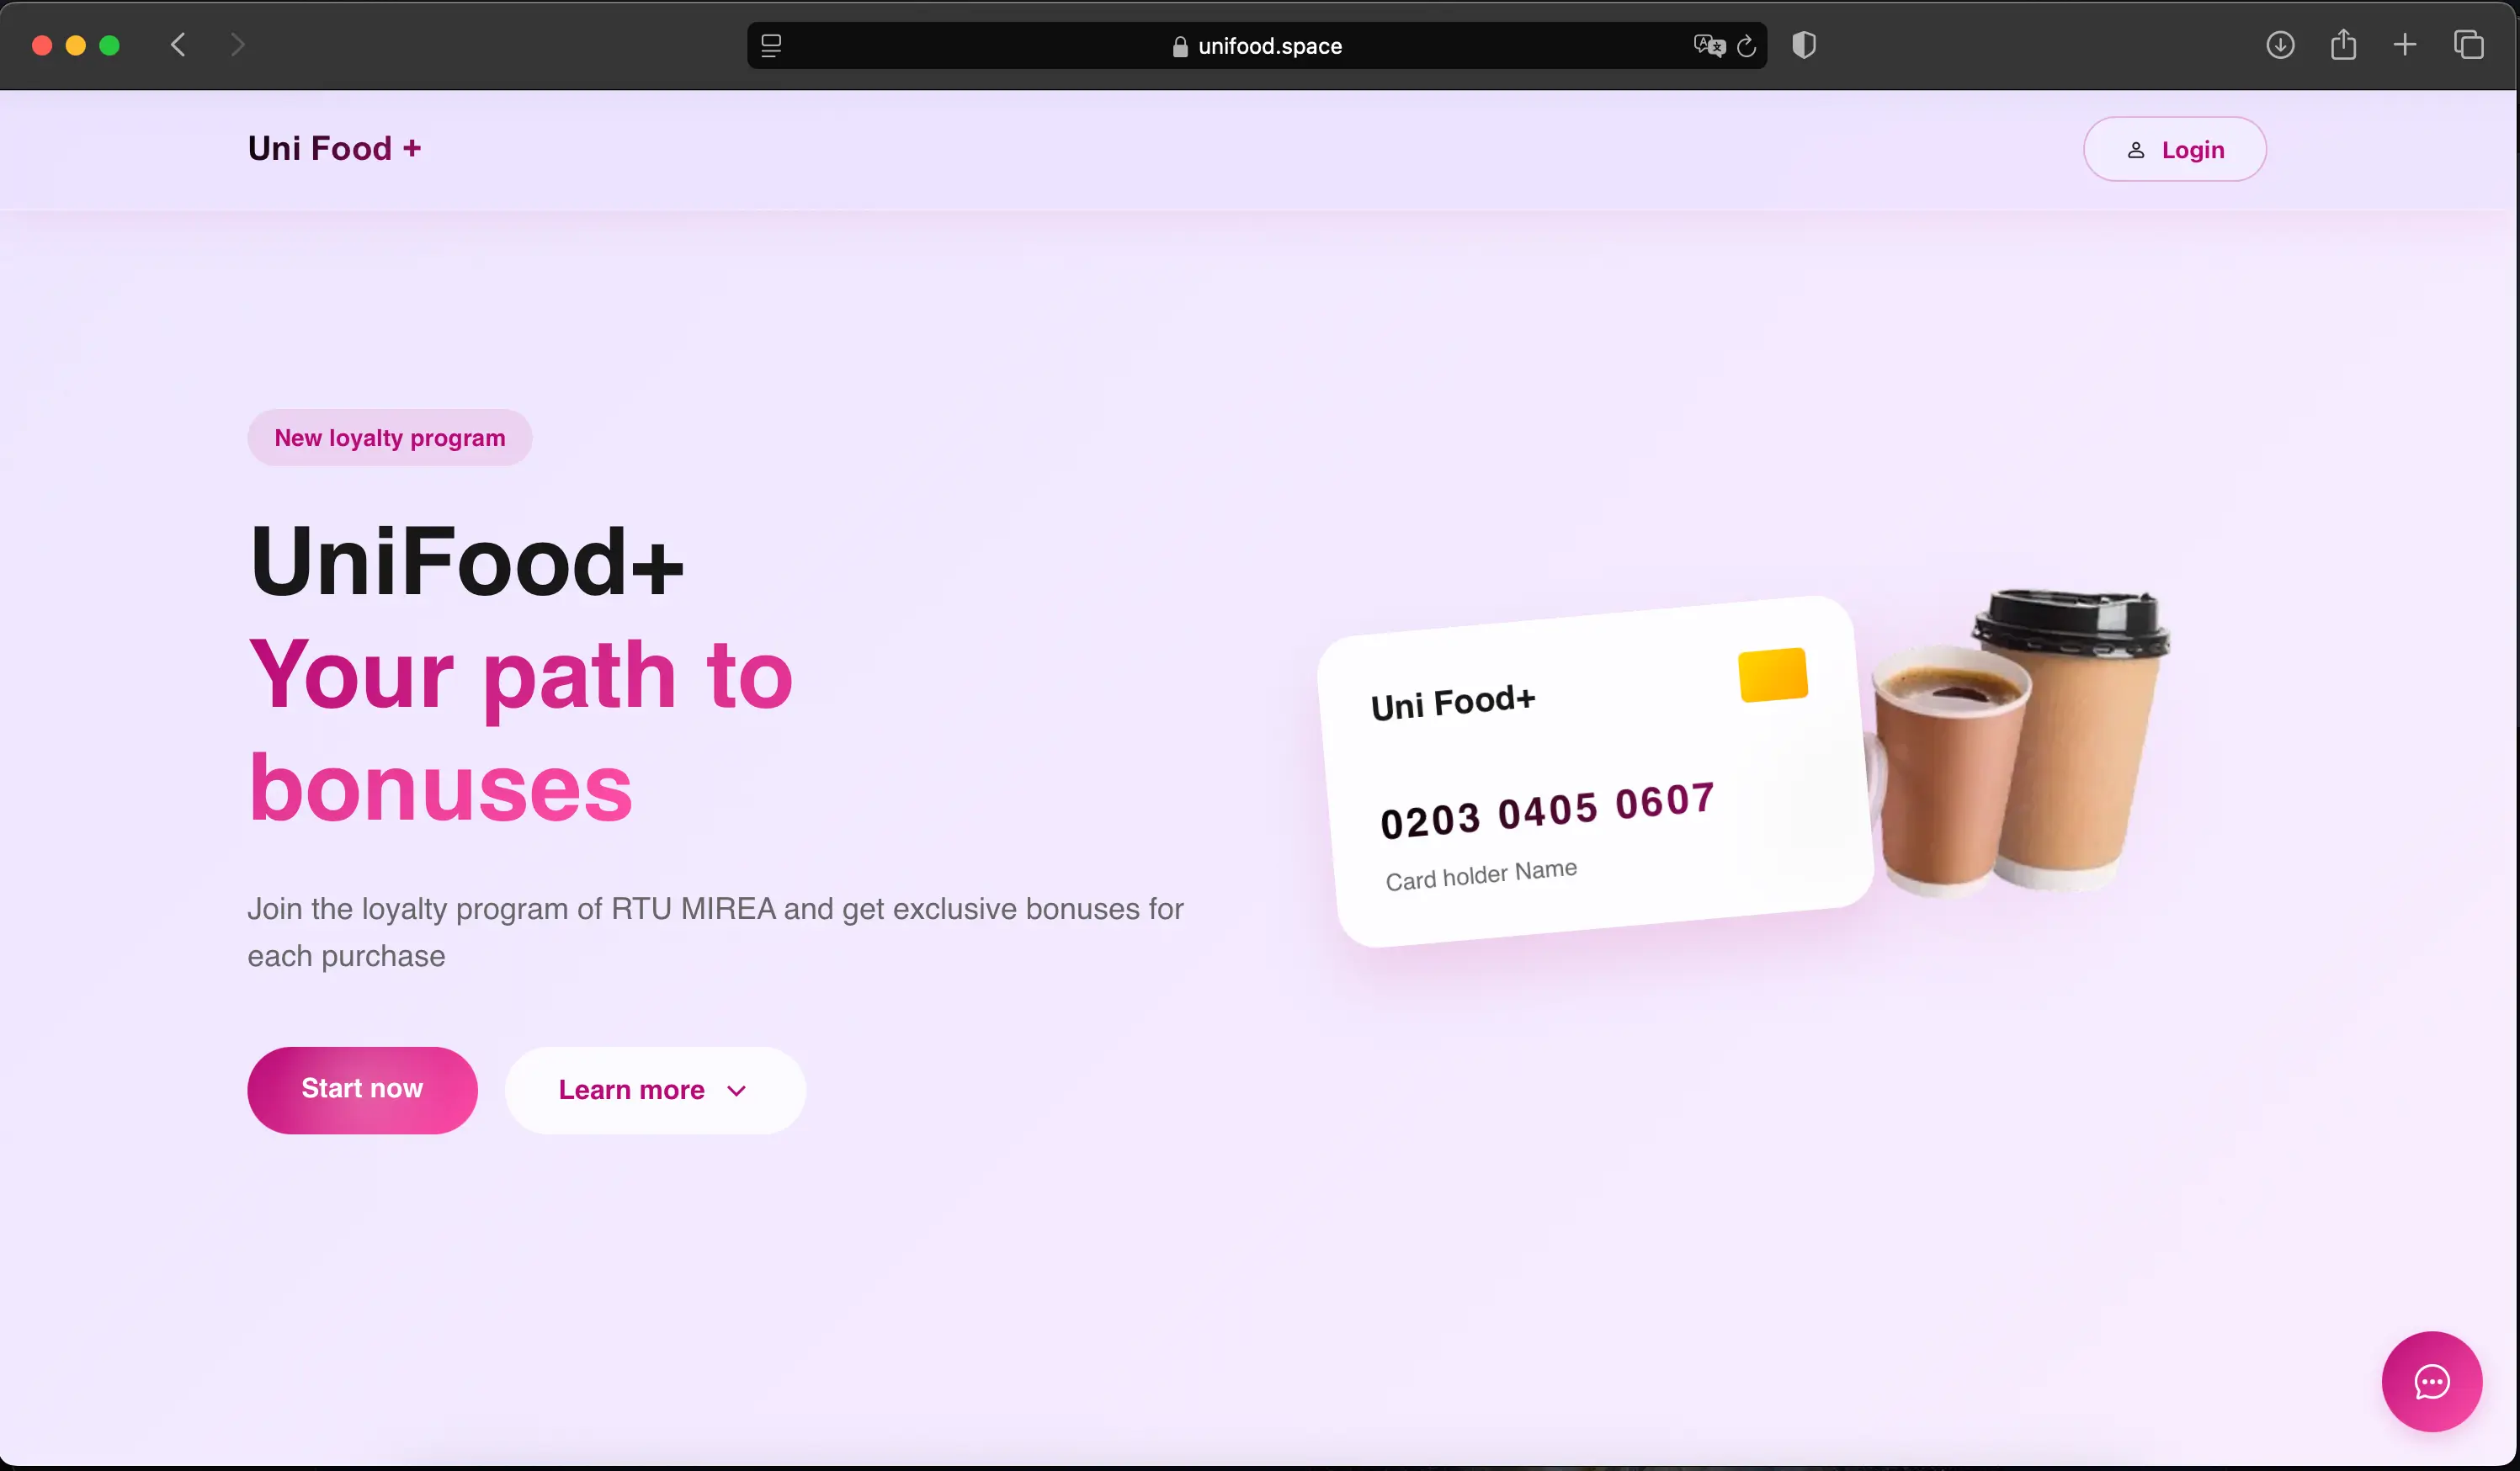 unifood.space
Uni Food +
Login
New loyalty program
UniFood+
Your path to
bonuses
Join the loyalty program of RTU MIREA and get exclusive bonuses for
each purchase
Start now
Learn more
Uni Food+
0203 0405 0607
Card holder Name